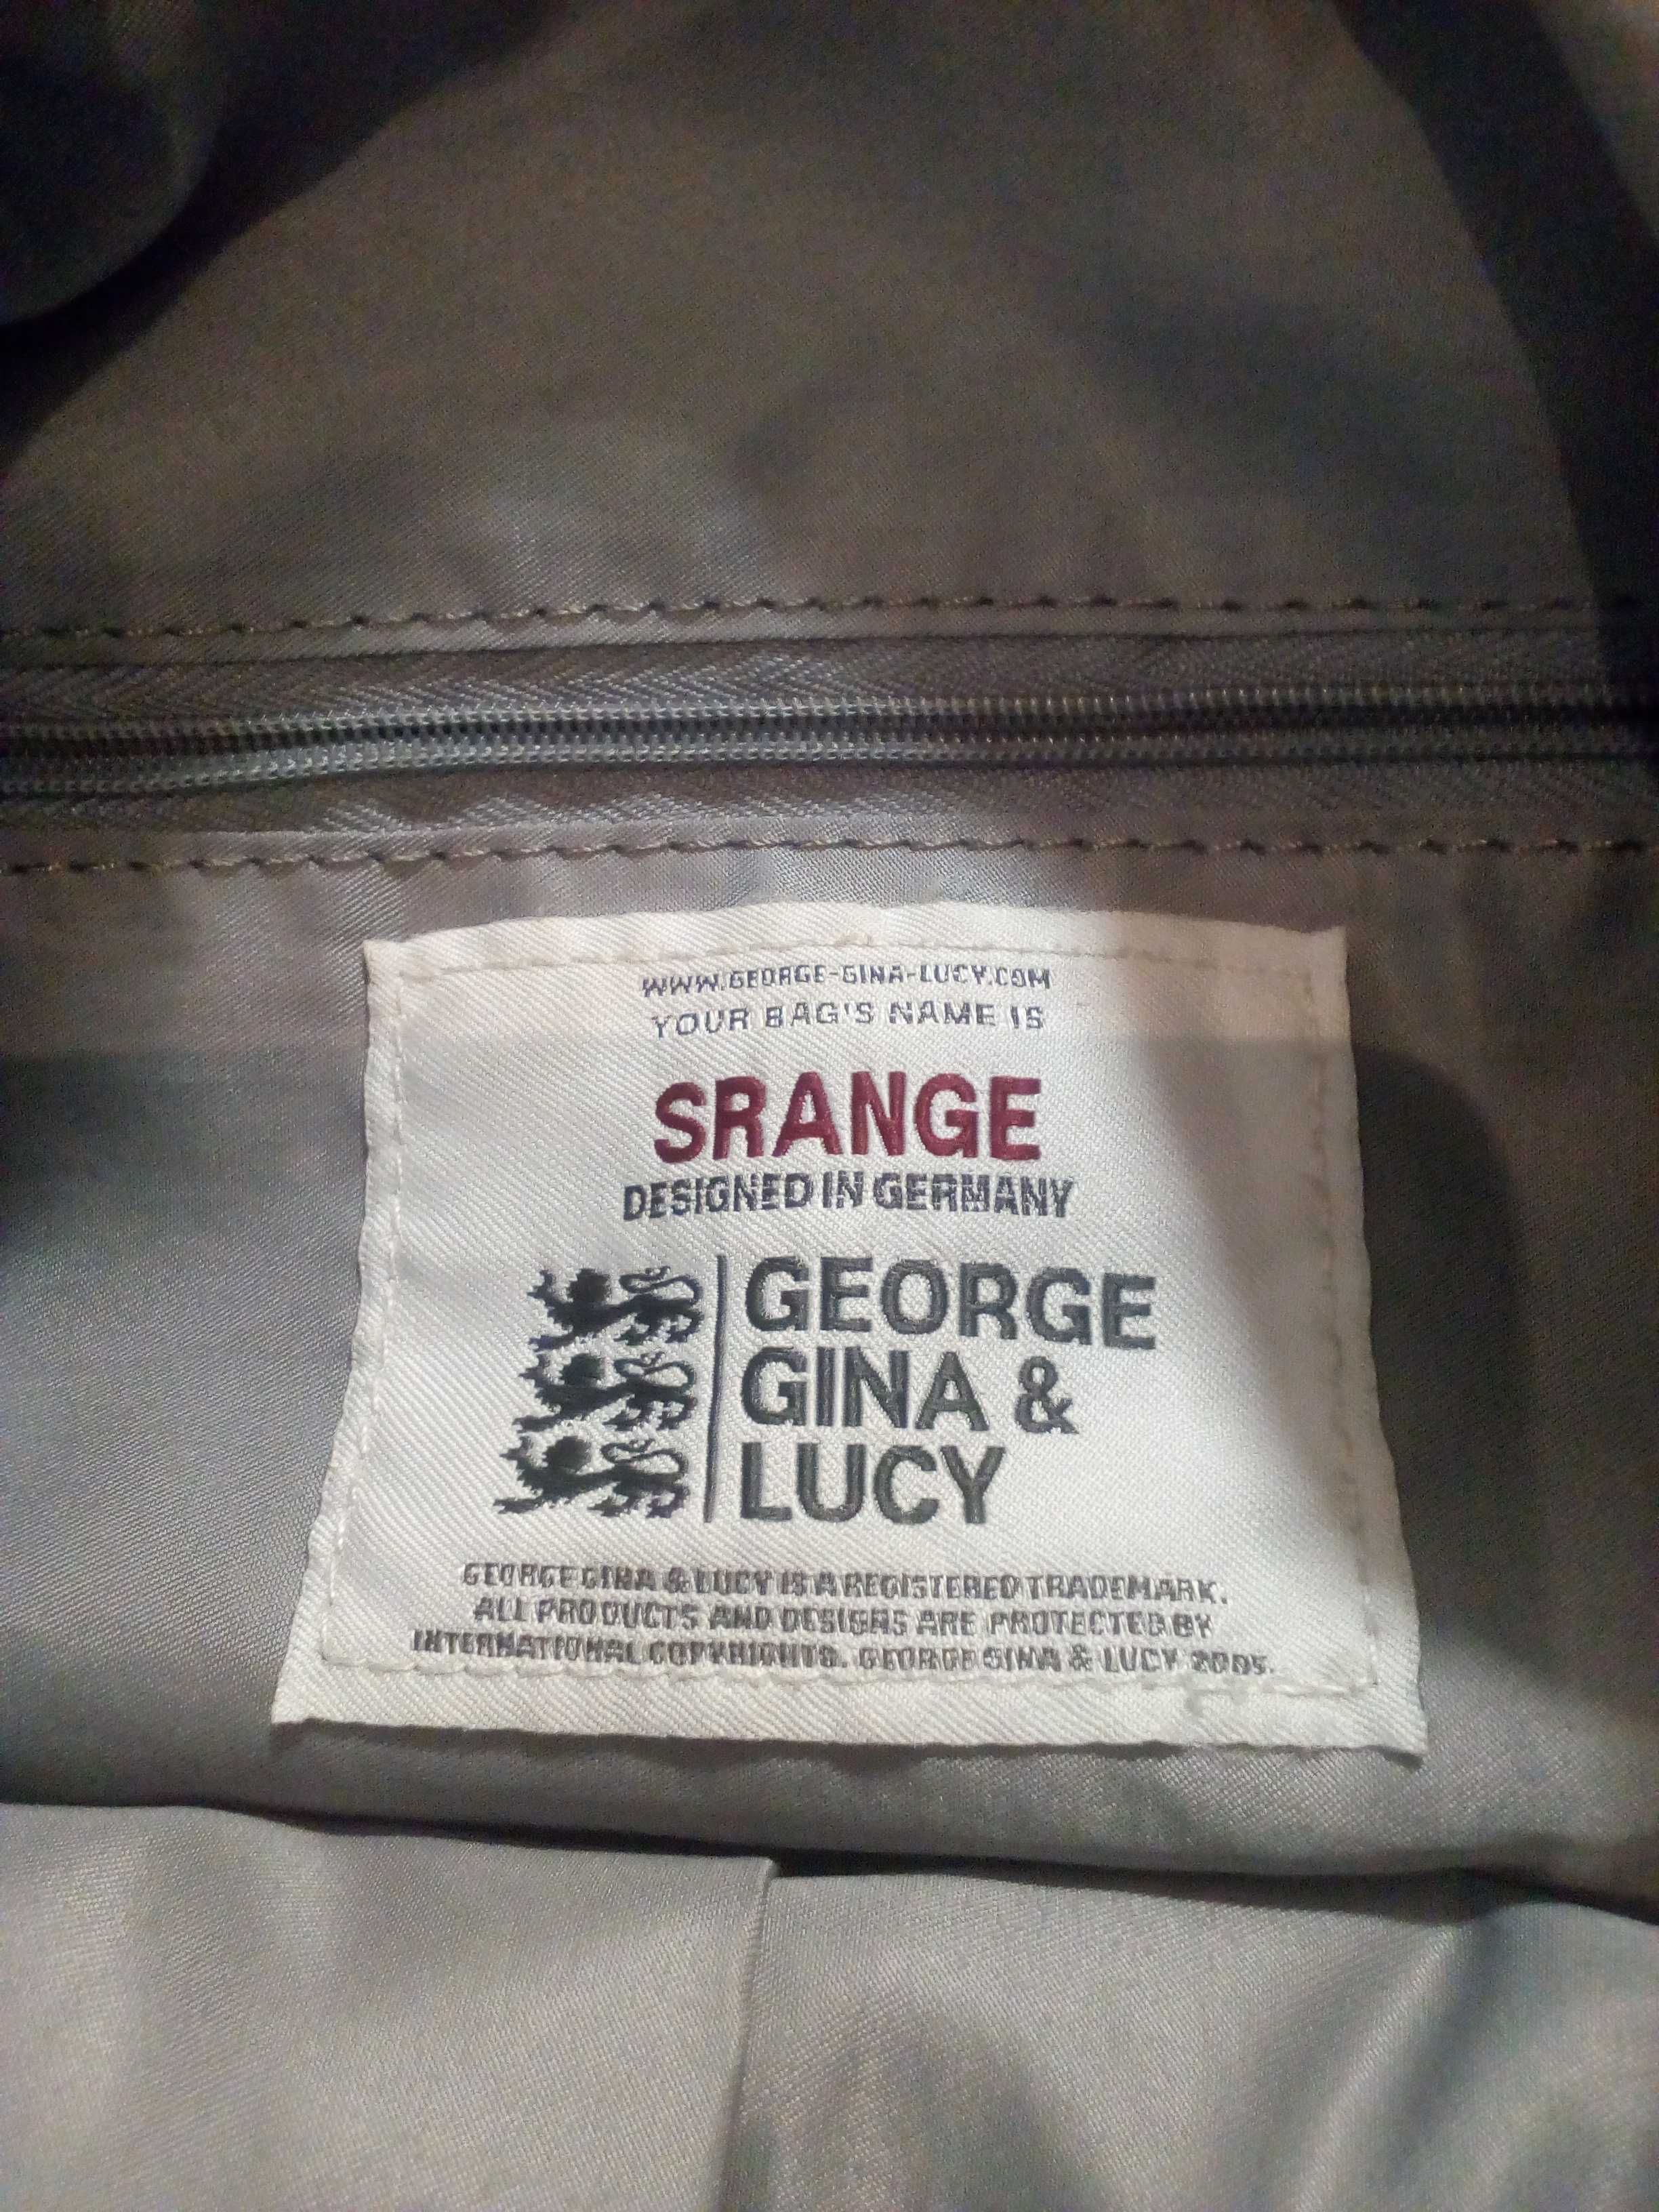 WWW.GEORGE-GINA-LUCY.COM
YOUR BAG'S NAME IS
SRANGE
DESIGNED IN GERMANY
GEORGE
GINA &
LUCY
GEORGE GINA & LUCY IS A REGISTERED TRADEMARK.
ALL PRODUCTS AND DESIGNS ARE PROTECTED BY
INTERNATIONAL COPYRIGHTS. GEORGE GINA & LUCY 2005.